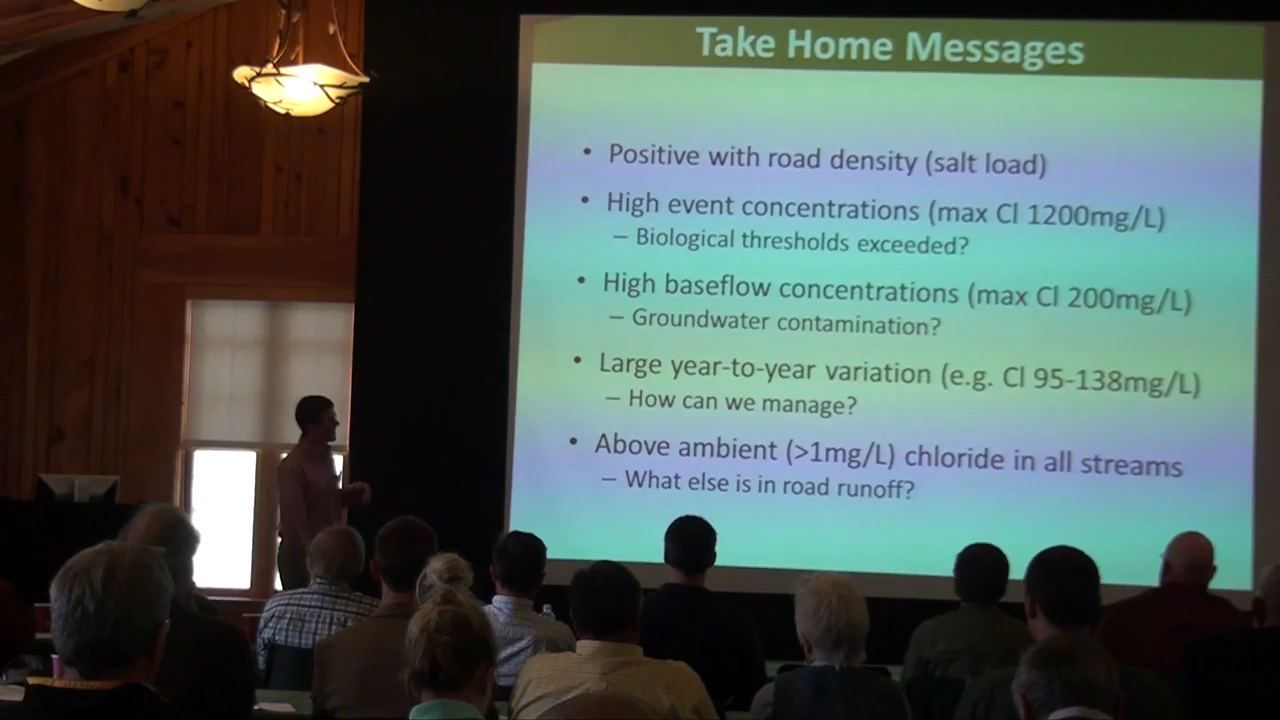 Take Home Messages
• Positive with road density (salt load)
• High event concentrations (max Cl 1200mg/L)
– Biological thresholds exceeded?
• High baseflow concentrations (max Cl 200mg/L)
– Groundwater contamination?
• Large year-to-year variation (e.g. Cl 95-138mg/L)
– How can we manage?
• Above ambient (>1mg/L) chloride in all streams
– What else is in road runoff?